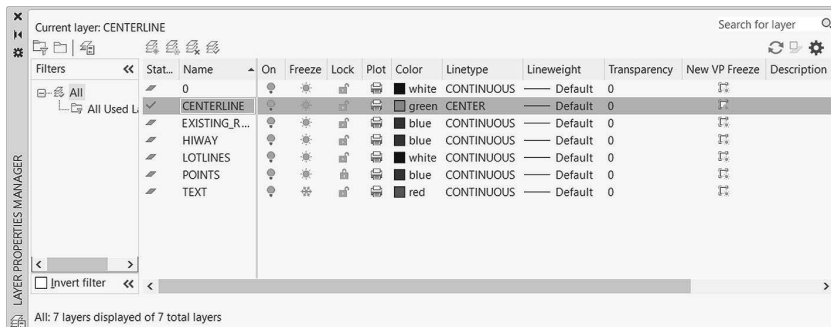 Current layer: CENTERLINE
Search for layer
Filters
Stat... Name On Freeze Lock Plot Color Linetype Lineweight Transparency New VP Freeze Description
All
All Used L
0 white CONTINUOUS Default 0
CENTERLINE green CENTER Default 0
EXISTING_R... blue CONTINUOUS Default 0
HIWAY blue CONTINUOUS Default 0
LOTLINES white CONTINUOUS Default 0
POINTS blue CONTINUOUS Default 0
TEXT red CONTINUOUS Default 0
Invert filter
LAYER PROPERTIES MANAGER
All: 7 layers displayed of 7 total layers